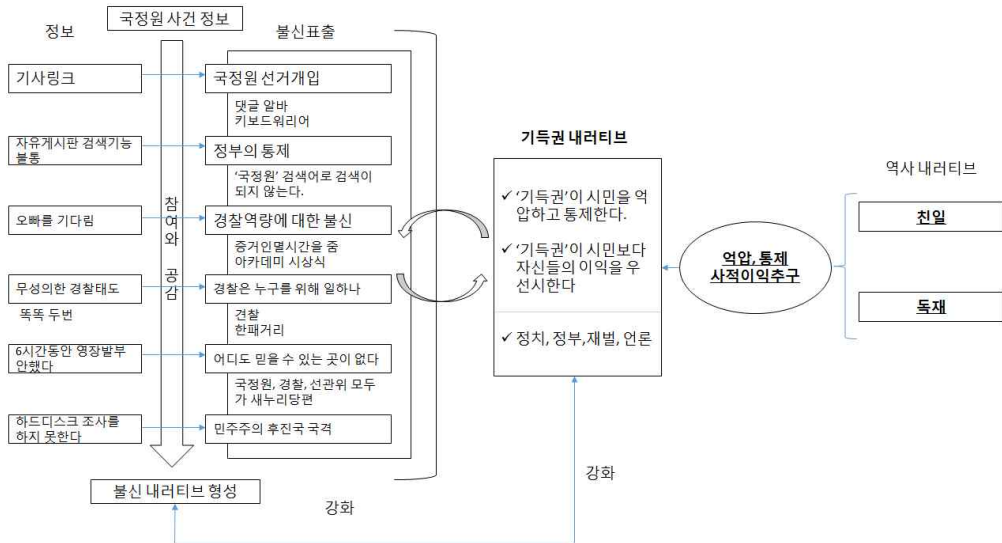 국정원 사건 정보
정보
불신표출
기사링크
국정원 선거개입
댓글 알바
키보드워리어
자유게시판 검색기능
불통
정부의 통제
‘국정원’ 검색어로 검색이
되지 않는다.
오빠를 기다림
경찰역량에 대한 불신
증거인멸시간을 줌
아카데미 시상식
무성의한 경찰태도
경찰은 누구를 위해 일하나
똑똑 두번
견찰
한패거리
6시간동안 영장발부
안했다
어디도 믿을 수 있는 곳이 없다
국정원, 경찰, 선관위 모두
가 새누리당편
하드디스크 조사를
하지 못한다
민주주의 후진국 국격
참여와 공감
불신 내러티브 형성
강화
기득권 내러티브
✓ ‘기득권’이 시민을 억
압하고 통제한다.
✓ ‘기득권’이 시민보다
자신들의 이익을 우
선시한다
✓ 정치, 정부,재벌, 언론
강화
억압, 통제
사적이익추구
역사 내러티브
친일
독재